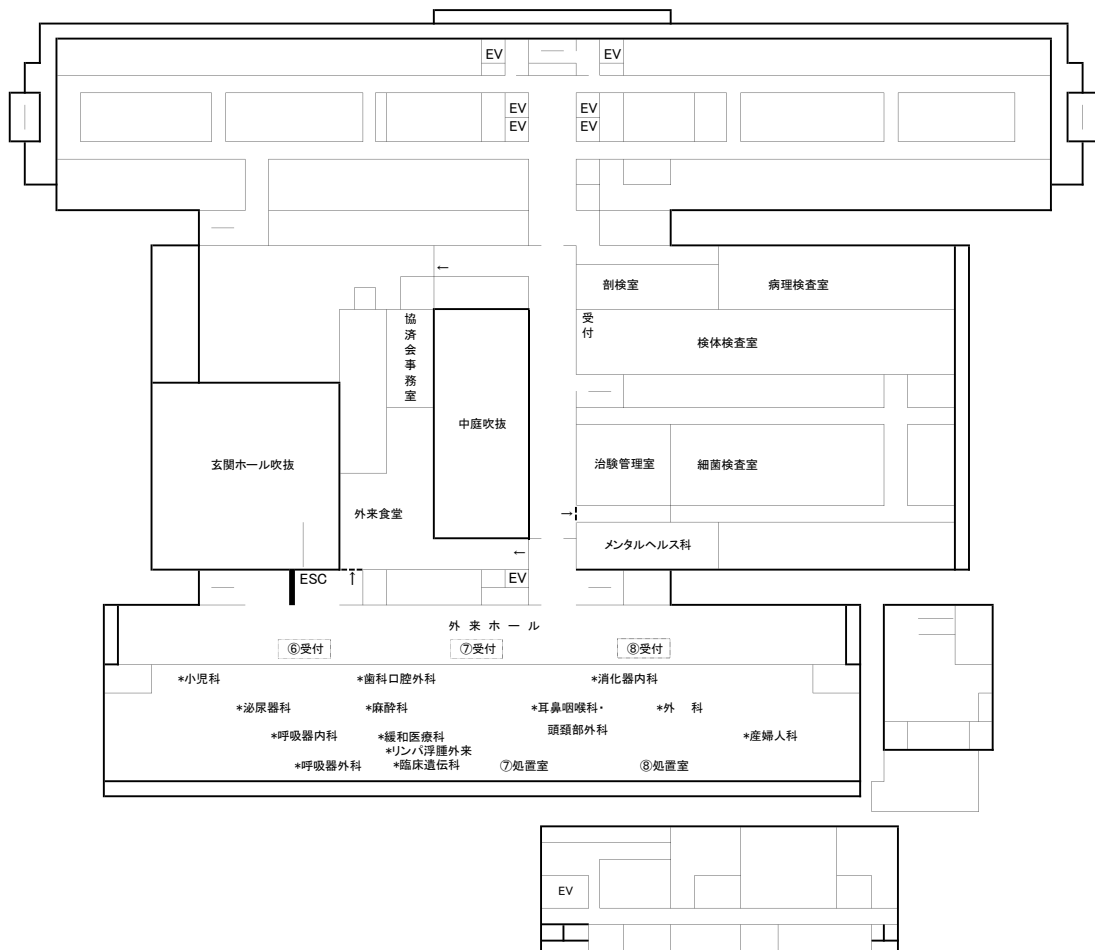 EV
EV
EV
EV
EV
EV
←
剖検室
病理検査室
協済会事務室
受付
検体検査室
中庭吹抜
玄関ホール吹抜
治験管理室
細菌検査室
外来食堂
→
メンタルヘルス科
←
ESC
↑
EV
外来ホール
⑥受付
⑦受付
⑧受付
*小児科
*歯科口腔外科
*消化器内科
*泌尿器科
*麻酔科
*耳鼻咽喉科・
頭頚部外科
*外 科
*呼吸器内科
*緩和医療科
*産婦人科
*リンパ浮腫外来
*呼吸器外科
*臨床遺伝科
⑦処置室
⑧処置室
EV